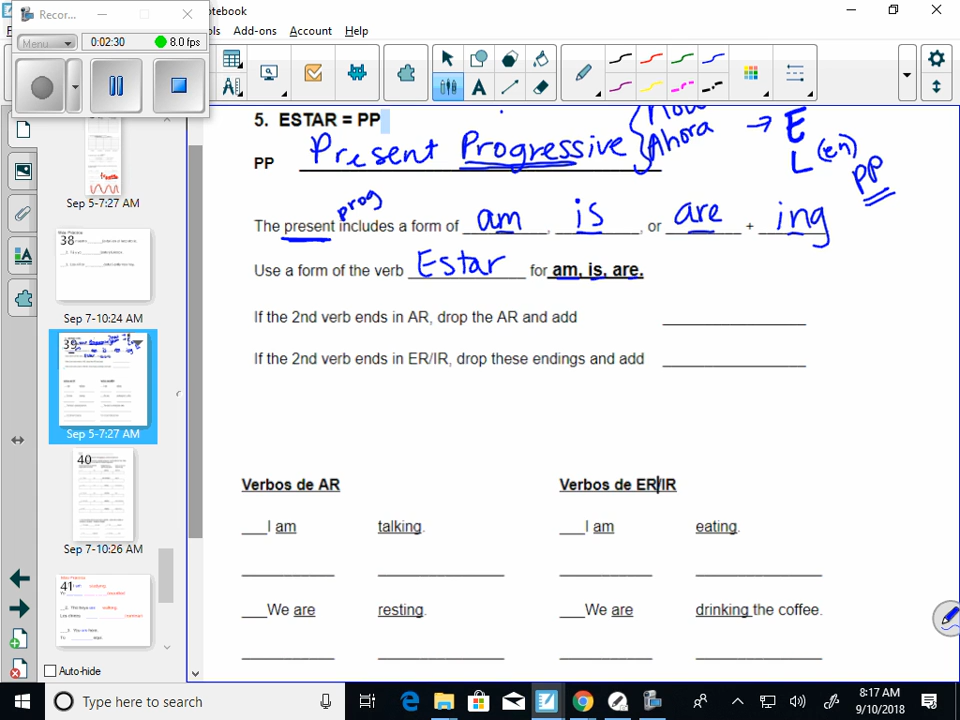 Recor...
otebook
Menu
0:02:30
8.0 fps
ols Add-ons Account Help
5. ESTAR = PP
Ahora
→ E
L (en)
PP
PP Present Progressive
prog
The present includes a form of am, is, or are + ing
Use a form of the verb Estar for am, is, are.
If the 2nd verb ends in AR, drop the AR and add
If the 2nd verb ends in ER/IR, drop these endings and add
Verbos de AR Verbos de ER/IR
___I am talking. ___I am eating.
___We are resting. ___We are drinking the coffee.
Sep 5-7:27 AM
38
Sep 7-10:24 AM
39
Sep 5-7:27 AM
40
Sep 7-10:26 AM
41
Auto-hide
Type here to search
8:17 AM
9/10/2018